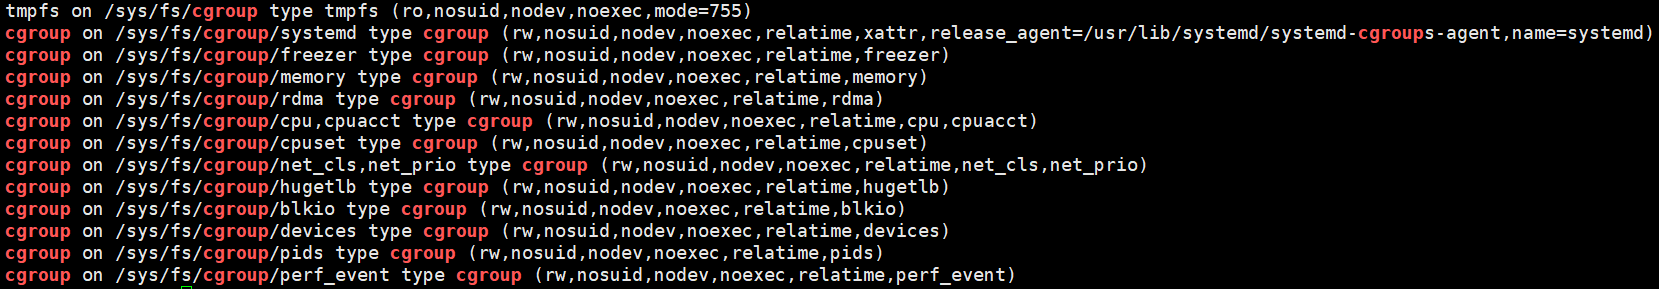 tmpfs on /sys/fs/cgroup type tmpfs (ro,nosuid,nodev,noexec,mode=755)
cgroup on /sys/fs/cgroup/systemd type cgroup (rw,nosuid,nodev,noexec,relatime,xattr,release_agent=/usr/lib/systemd/systemd-cgroups-agent,name=systemd)
cgroup on /sys/fs/cgroup/freezer type cgroup (rw,nosuid,nodev,noexec,relatime,freezer)
cgroup on /sys/fs/cgroup/memory type cgroup (rw,nosuid,nodev,noexec,relatime,memory)
cgroup on /sys/fs/cgroup/rdma type cgroup (rw,nosuid,nodev,noexec,relatime,rdma)
cgroup on /sys/fs/cgroup/cpu,cpuacct type cgroup (rw,nosuid,nodev,noexec,relatime,cpu,cpuacct)
cgroup on /sys/fs/cgroup/cpuset type cgroup (rw,nosuid,nodev,noexec,relatime,cpuset)
cgroup on /sys/fs/cgroup/net_cls,net_prio type cgroup (rw,nosuid,nodev,noexec,relatime,net_cls,net_prio)
cgroup on /sys/fs/cgroup/hugetlb type cgroup (rw,nosuid,nodev,noexec,relatime,hugetlb)
cgroup on /sys/fs/cgroup/blkio type cgroup (rw,nosuid,nodev,noexec,relatime,blkio)
cgroup on /sys/fs/cgroup/devices type cgroup (rw,nosuid,nodev,noexec,relatime,devices)
cgroup on /sys/fs/cgroup/pids type cgroup (rw,nosuid,nodev,noexec,relatime,pids)
cgroup on /sys/fs/cgroup/perf_event type cgroup (rw,nosuid,nodev,noexec,relatime,perf_event)